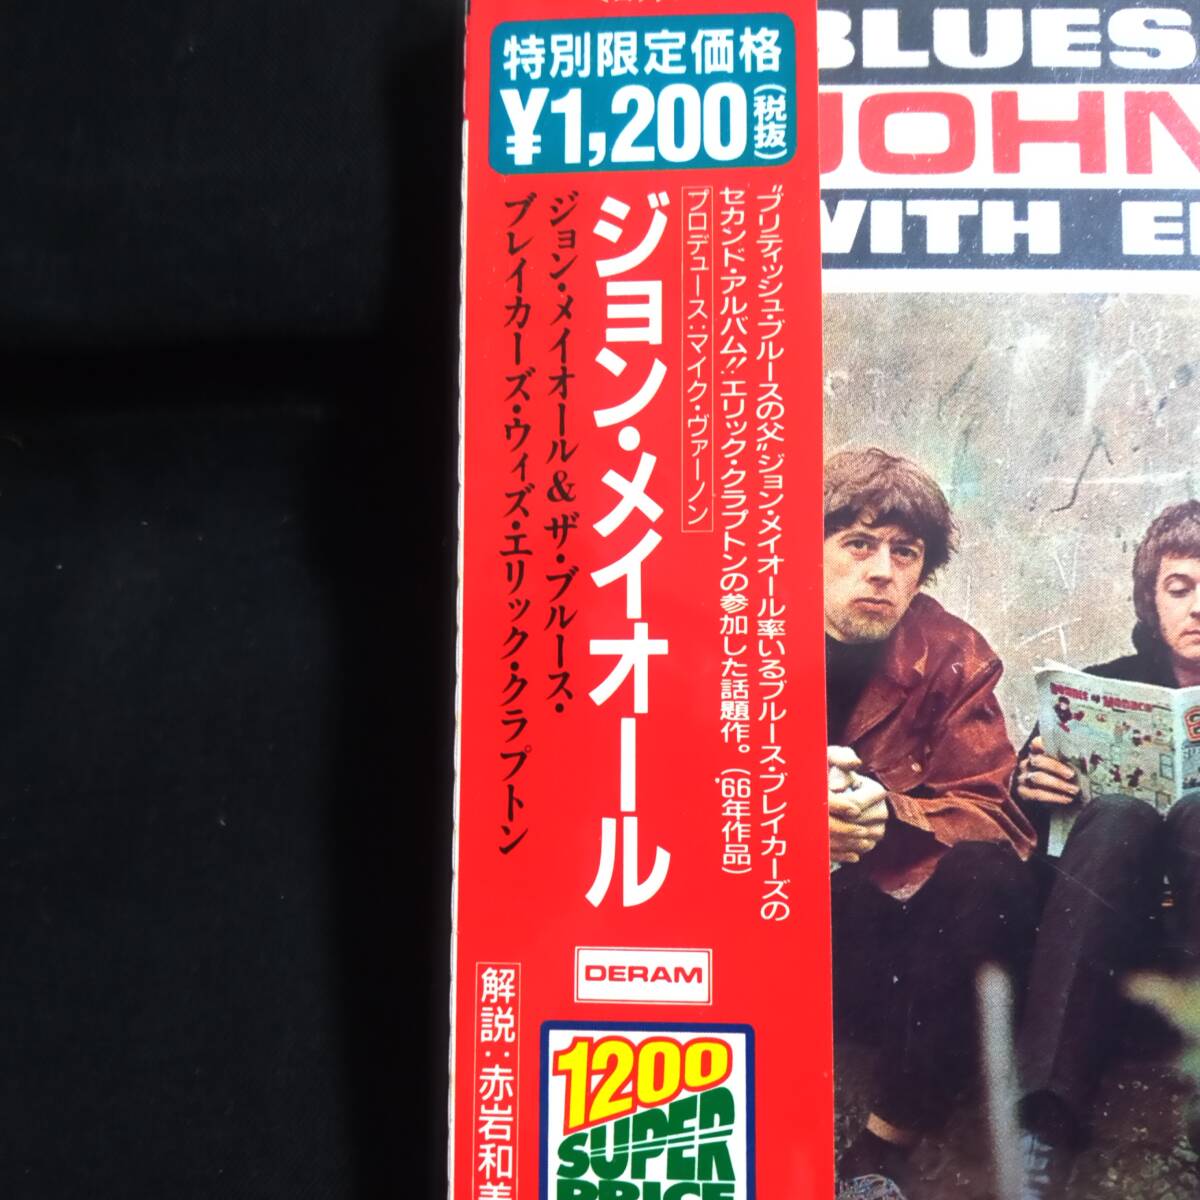 特別限定価格
¥1,200(税抜)
"ブリティッシュ・ブルースの父"ジョン・メイオール率いるブルース・ブレイカーズの
セカンド・アルバム!!エリック・クラプトンの参加した話題作。('66年作品)
プロデュース:マイク・ヴァーノン
ジョン・メイオール
ジョン・メイオール&ザ・ブルース・
ブレイカーズ・ウィズ・エリック・クラプトン
DERAM
解説:赤岩和美
1200
SUPER
PRICE
BLUES
JOHN
WITH E
Dennis the Menace